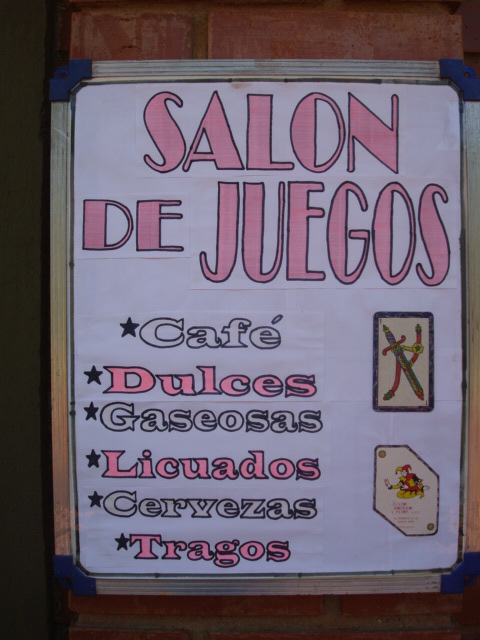 SALON
DE JUEGOS
★Café
★Dulces
★Gaseosas
★Licuados
★Cervezas
★Tragos